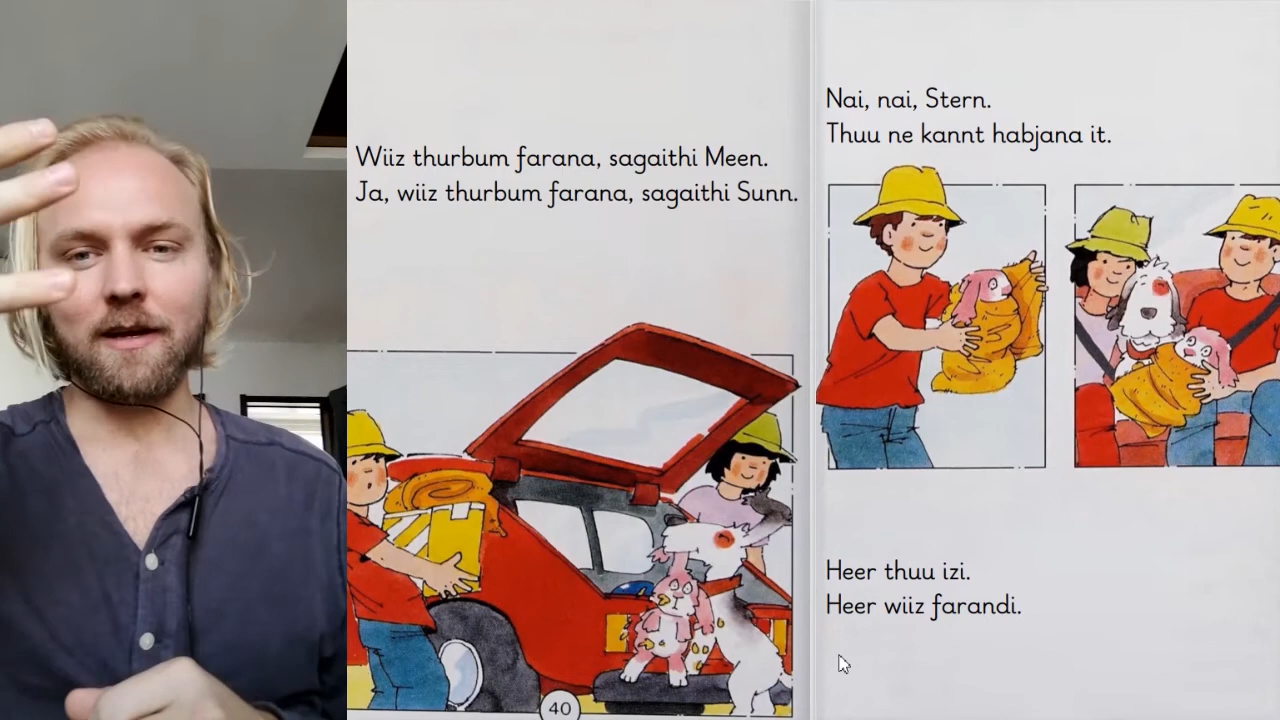 Wiiz thurbum farana, sagaithi Meen.
Ja, wiiz thurbum farana, sagaithi Sunn.
40
Nai, nai, Stern.
Thuu ne kannt habjana it.
Heer thuu izi.
Heer wiiz farandi.